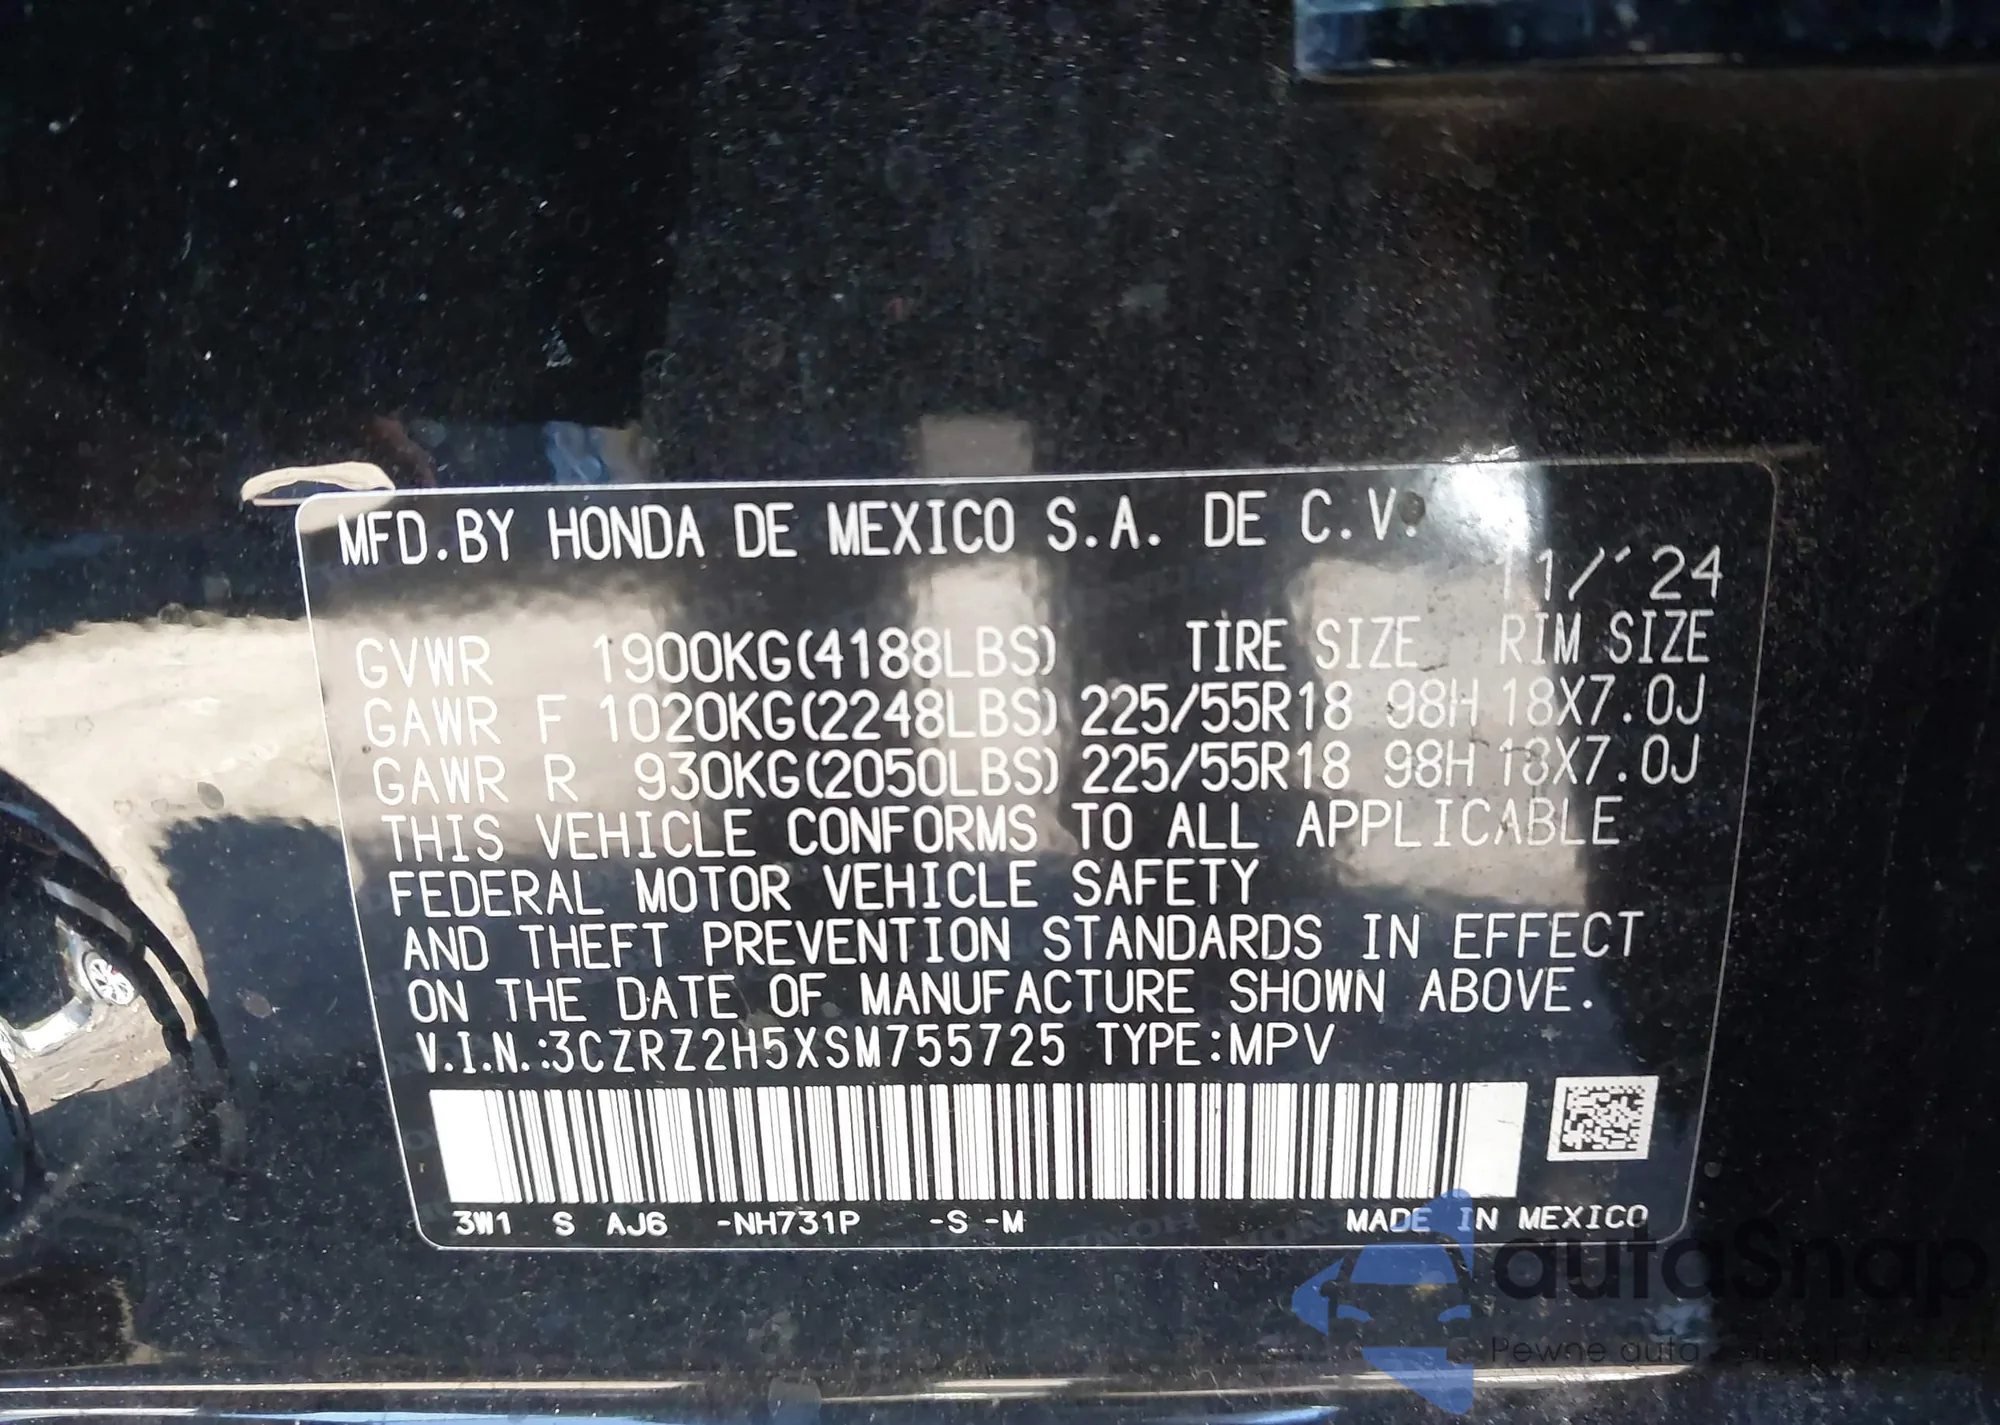 MFD.BY HONDA DE MEXICO S.A. DE C.V.
11/'24
GVWR 1900KG(4188LBS) TIRE SIZE RIM SIZE
GAWR F 1020KG(2248LBS) 225/55R18 98H 18X7.0J
GAWR R 930KG(2050LBS) 225/55R18 98H 18X7.0J
THIS VEHICLE CONFORMS TO ALL APPLICABLE
FEDERAL MOTOR VEHICLE SAFETY
AND THEFT PREVENTION STANDARDS IN EFFECT
ON THE DATE OF MANUFACTURE SHOWN ABOVE.
V.I.N.:3CZRZ2H5XSM755725 TYPE:MPV
3W1 S AJ6 -NH731P -S -M MADE IN MEXICO
autaSnap
Pewne auta